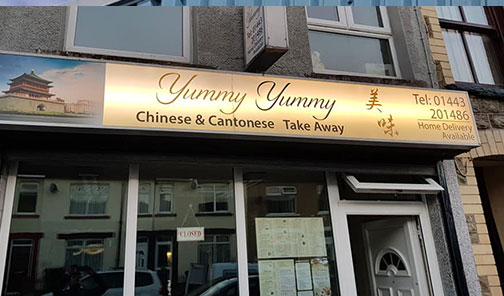 Yummy Yummy
Chinese & Cantonese Take Away
美
味
Tel: 01443
201486
Home Delivery
Available
CLOSED